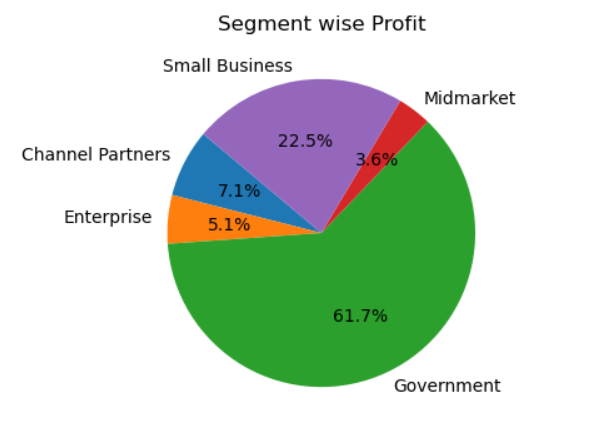 Segment wise Profit
Small Business
Midmarket
22.5%
3.6%
Channel Partners
7.1%
Enterprise
5.1%
61.7%
Government